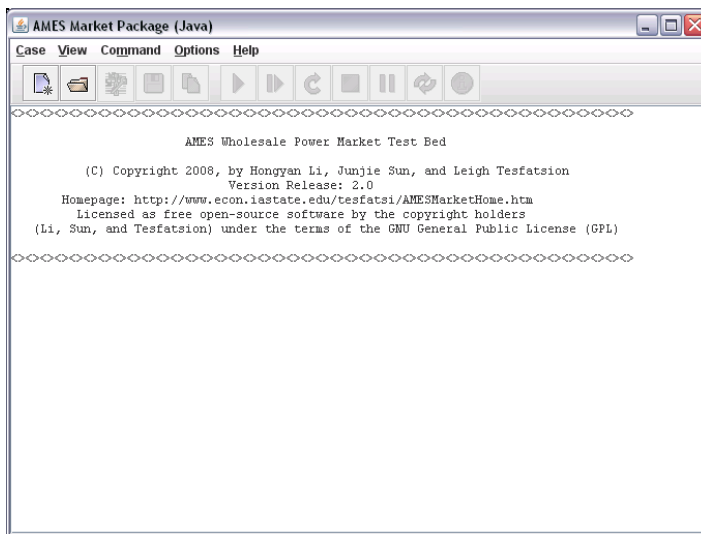 AMES Market Package (Java)
Case View Command Options Help
<><><><><><><><><><><><><><><><><><><><><><><><><><><><><><><><><><><><><><><><><><><>
AMES Wholesale Power Market Test Bed
(C) Copyright 2008, by Hongyan Li, Junjie Sun, and Leigh Tesfatsion
Version Release: 2.0
Homepage: http://www.econ.iastate.edu/tesfatsi/AMESMarketHome.htm
Licensed as free open-source software by the copyright holders
(Li, Sun, and Tesfatsion) under the terms of the GNU General Public License (GPL)
<><><><><><><><><><><><><><><><><><><><><><><><><><><><><><><><><><><><><><><><><><><>